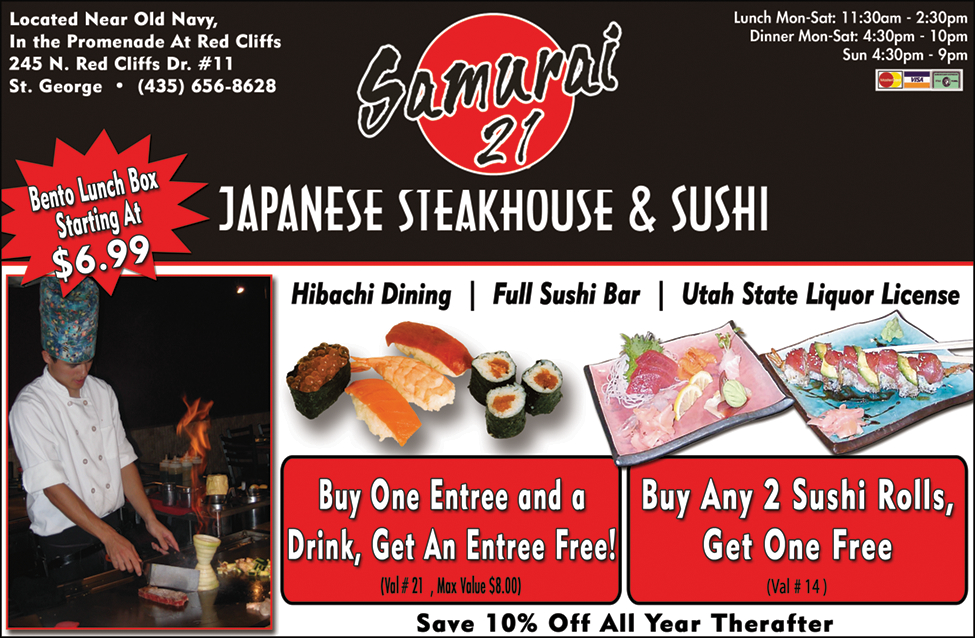 Located Near Old Navy,
In the Promenade At Red Cliffs
245 N. Red Cliffs Dr. #11
St. George • (435) 656-8628
Samurai
21
Lunch Mon-Sat: 11:30am - 2:30pm
Dinner Mon-Sat: 4:30pm - 10pm
Sun 4:30pm - 9pm
VISA
JAPANESE STEAKHOUSE & SUSHI
Bento Lunch Box
Starting At
$6.99
Hibachi Dining | Full Sushi Bar | Utah State Liquor License
Buy One Entree and a
Drink, Get An Entree Free!
(Val # 21 , Max Value $8.00)
Buy Any 2 Sushi Rolls,
Get One Free
(Val # 14 )
Save 10% Off All Year Therafter